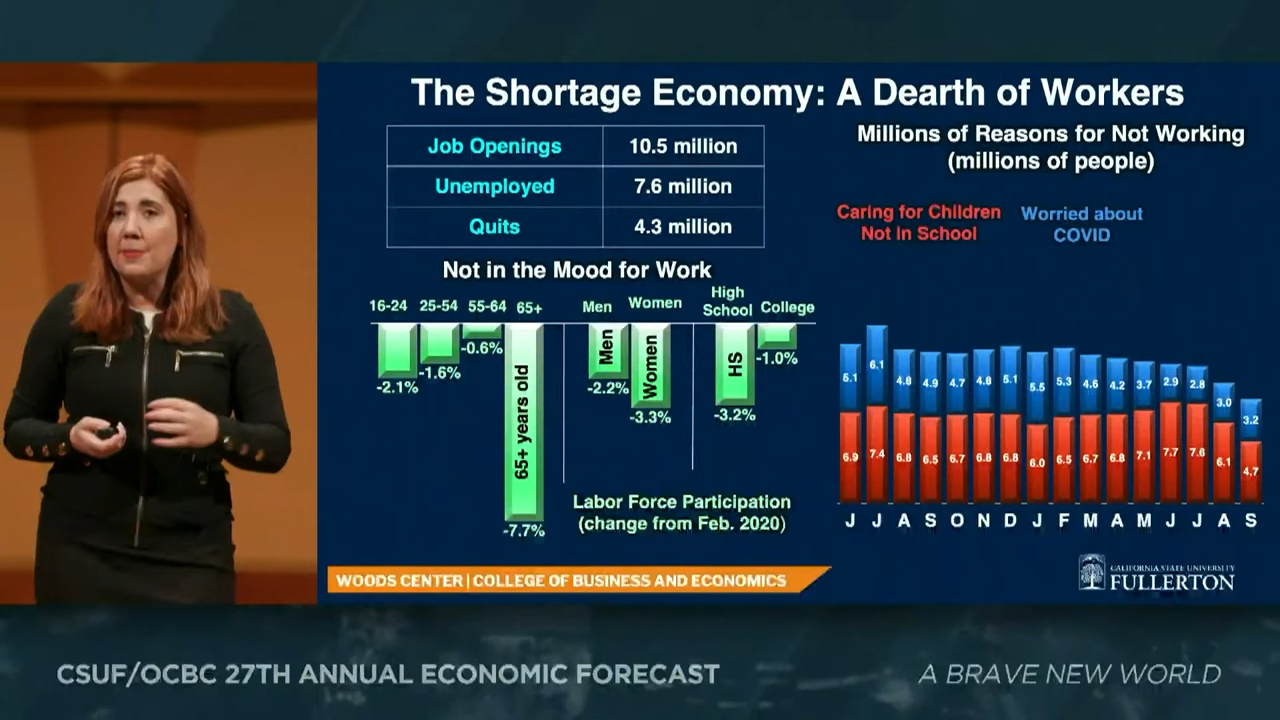 The Shortage Economy: A Dearth of Workers
Job Openings 10.5 million
Unemployed 7.6 million
Quits 4.3 million
Not in the Mood for Work
16-24 25-54 55-64 65+ Men Women High School College
-2.1%
-1.6%
-0.6%
65+ years old
-7.7%
Men
-2.2%
Women
-3.3%
HS
-3.2%
-1.0%
Labor Force Participation
(change from Feb. 2020)
Millions of Reasons for Not Working
(millions of people)
Caring for Children
Not in School
Worried about
COVID
5.1 6.1 4.8 4.9 4.7 4.8 5.1 5.5 5.3 4.6 4.2 3.7 2.9 2.8 3.0 3.2
6.9 7.4 6.8 6.5 6.7 6.8 6.8 6.0 6.5 6.7 6.8 7.1 7.7 7.6 6.1 4.7
J J A S O N D J F M A M J J A S
WOODS CENTER | COLLEGE OF BUSINESS AND ECONOMICS
CALIFORNIA STATE UNIVERSITY
FULLERTON
CSUF/OCBC 27TH ANNUAL ECONOMIC FORECAST
A BRAVE NEW WORLD